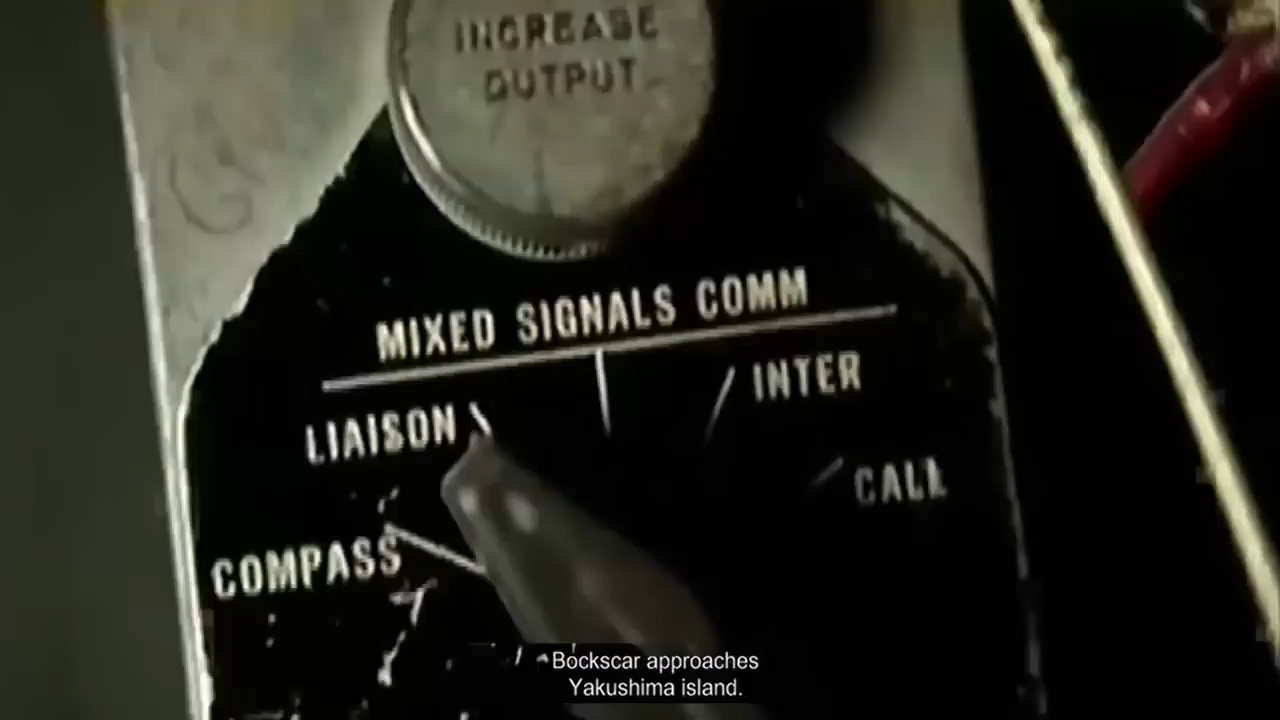 INCREASE
OUTPUT
MIXED SIGNALS COMM
LIAISON
INTER
CALL
COMPASS
Bockscar approaches
Yakushima island.